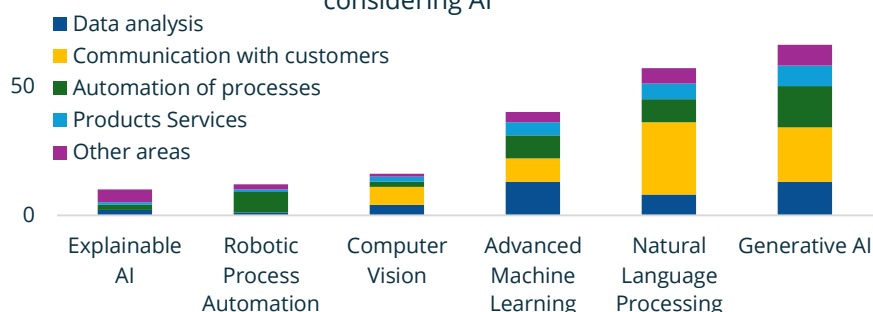 considering AI
Data analysis
Communication with customers
50
Automation of processes
Products Services
Other areas
0
Explainable AI
Robotic Process Automation
Computer Vision
Advanced Machine Learning
Natural Language Processing
Generative AI